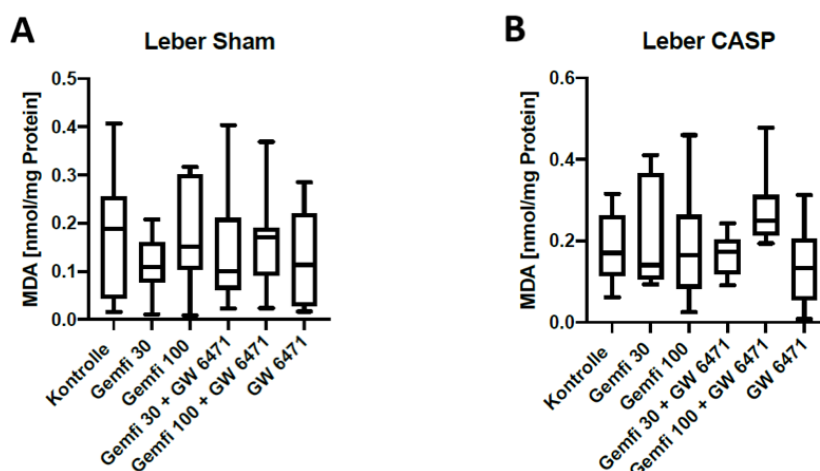 A
Leber Sham
MDA [nmol/mg Protein]
0.5
0.4
0.3
0.2
0.1
0.0
Kontrolle
Gemfi 30
Gemfi 100
Gemfi 30 + GW 6471
Gemfi 100 + GW 6471
GW 6471
B
Leber CASP
MDA [nmol/mg Protein]
0.6
0.4
0.2
0.0
Kontrolle
Gemfi 30
Gemfi 100
Gemfi 30 + GW 6471
Gemfi 100 + GW 6471
GW 6471